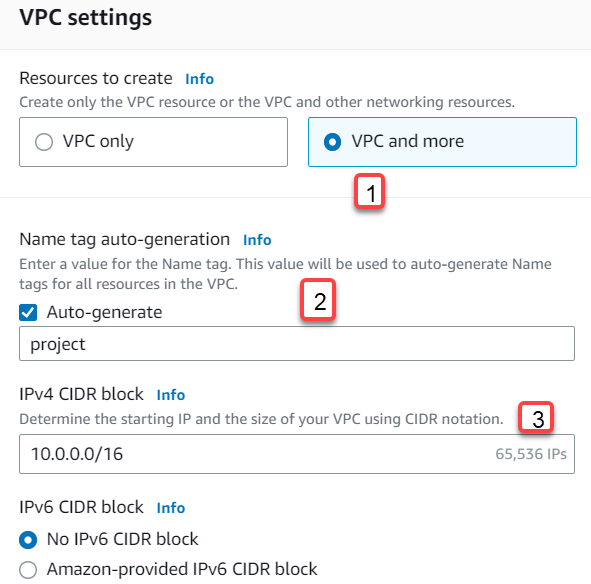 VPC settings
Resources to create Info
Create only the VPC resource or the VPC and other networking resources.
VPC only
VPC and more
1
Name tag auto-generation Info
Enter a value for the Name tag. This value will be used to auto-generate Name
tags for all resources in the VPC.
2
Auto-generate
project
IPv4 CIDR block Info
Determine the starting IP and the size of your VPC using CIDR notation.
3
10.0.0.0/16 65,536 IPs
IPv6 CIDR block Info
No IPv6 CIDR block
Amazon-provided IPv6 CIDR block